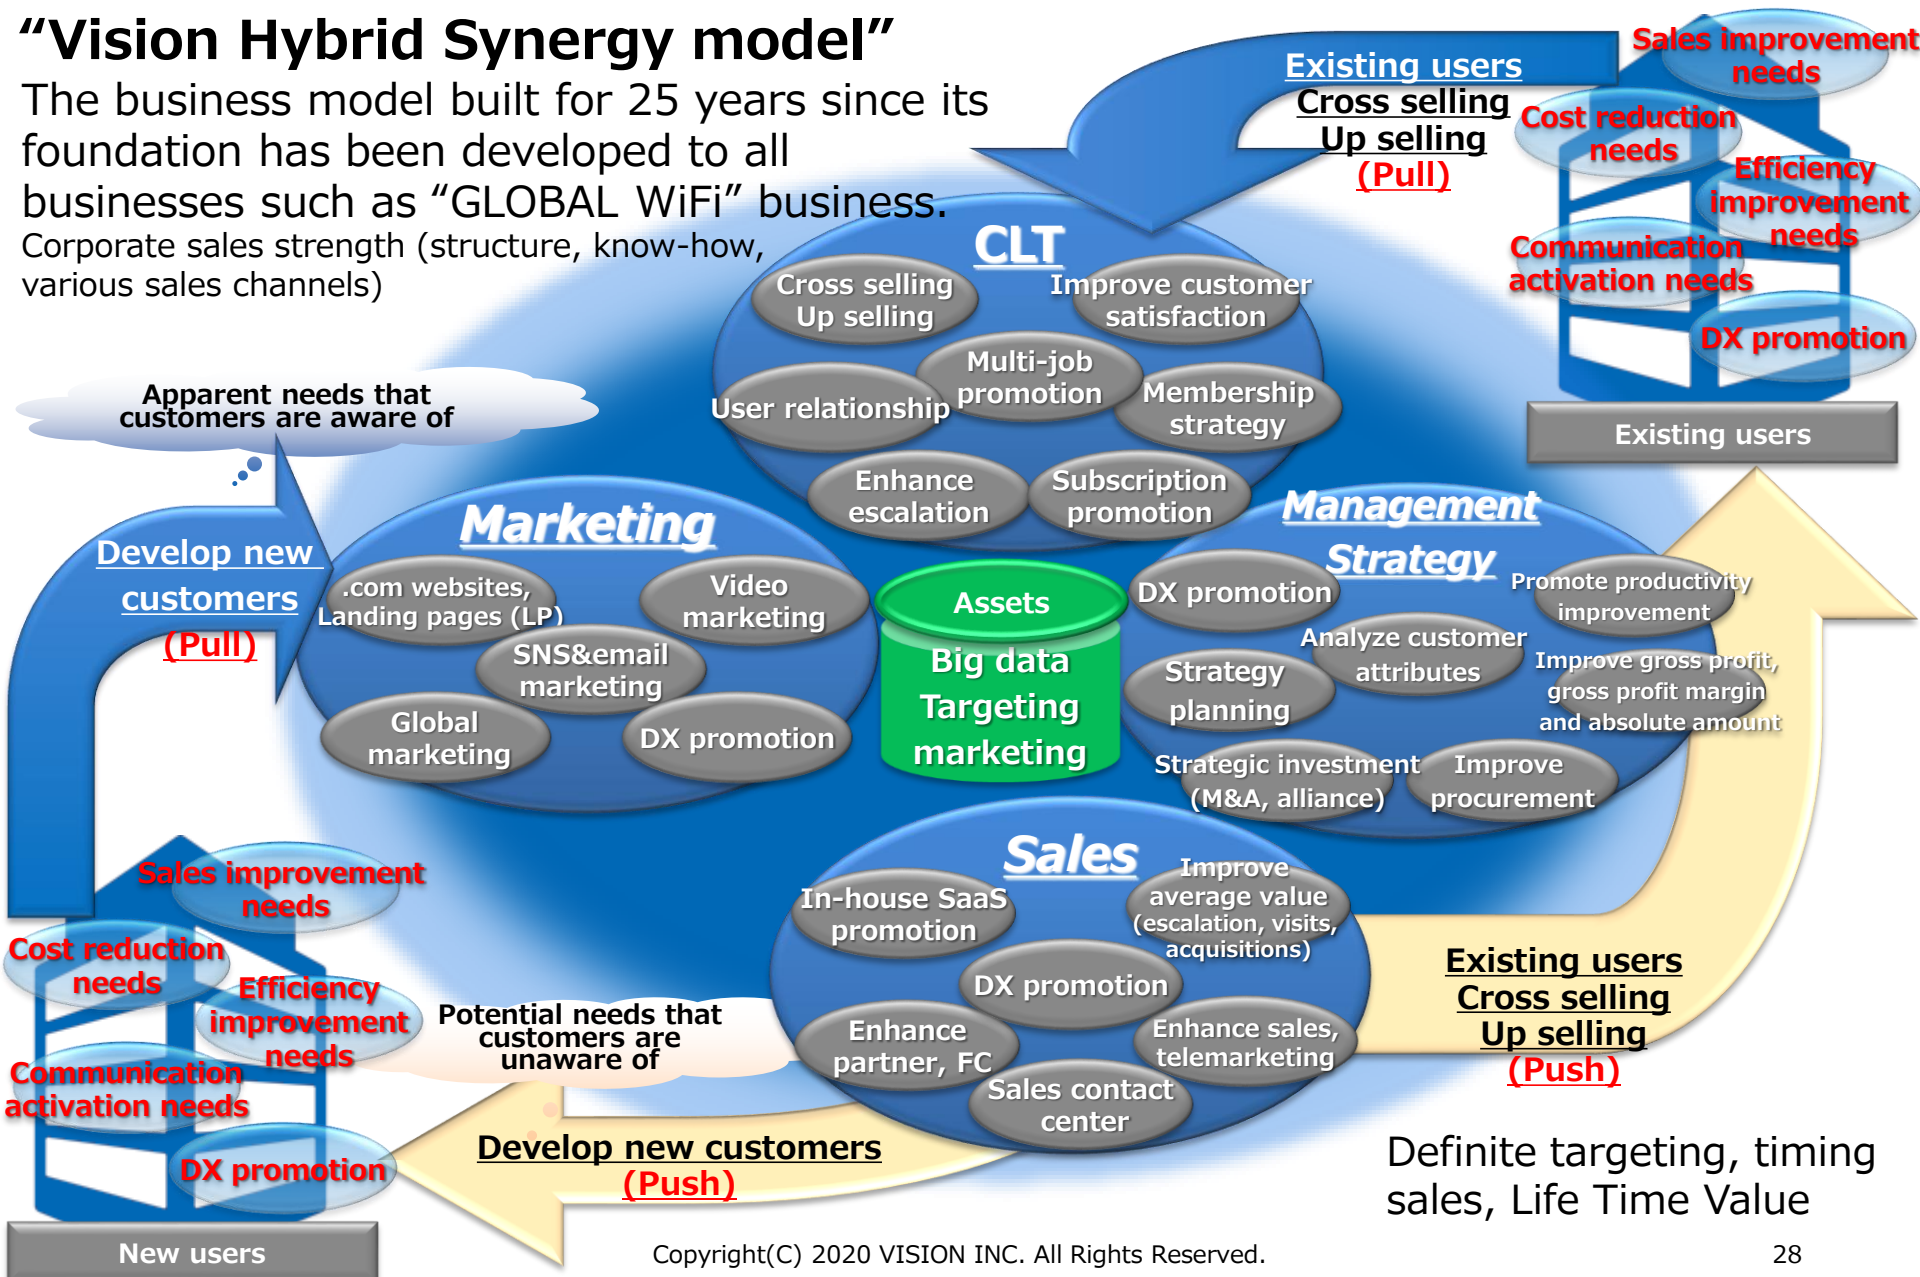 “Vision Hybrid Synergy model”
The business model built for 25 years since its
foundation has been developed to all
businesses such as “GLOBAL WiFi” business.
Corporate sales strength (structure, know-how,
various sales channels)
Existing users
Cross selling
Up selling
(Pull)
Sales improvement
needs
Cost reduction
needs
Efficiency
improvement
needs
Communication
activation needs
DX promotion
Existing users
CLT
Cross selling
Up selling
Improve customer
satisfaction
Multi-job
promotion
User relationship
Membership
strategy
Enhance
escalation
Subscription
promotion
Apparent needs that
customers are aware of
Develop new
customers
(Pull)
Marketing
.com websites,
Landing pages (LP)
Video
marketing
SNS&email
marketing
Global
marketing
DX promotion
Assets
Big data
Targeting
marketing
Management
Strategy
DX promotion
Promote productivity
improvement
Analyze customer
attributes
Strategy
planning
Improve gross profit,
gross profit margin
and absolute amount
Strategic investment
(M&A, alliance)
Improve
procurement
Sales
In-house SaaS
promotion
Improve
average value
(escalation, visits,
acquisitions)
DX promotion
Enhance
partner, FC
Enhance sales,
telemarketing
Sales contact
center
Existing users
Cross selling
Up selling
(Push)
Sales improvement
needs
Cost reduction
needs
Efficiency
improvement
needs
Communication
activation needs
DX promotion
New users
Potential needs that
customers are
unaware of
Develop new customers
(Push)
Definite targeting, timing
sales, Life Time Value
Copyright(C) 2020 VISION INC. All Rights Reserved.
28